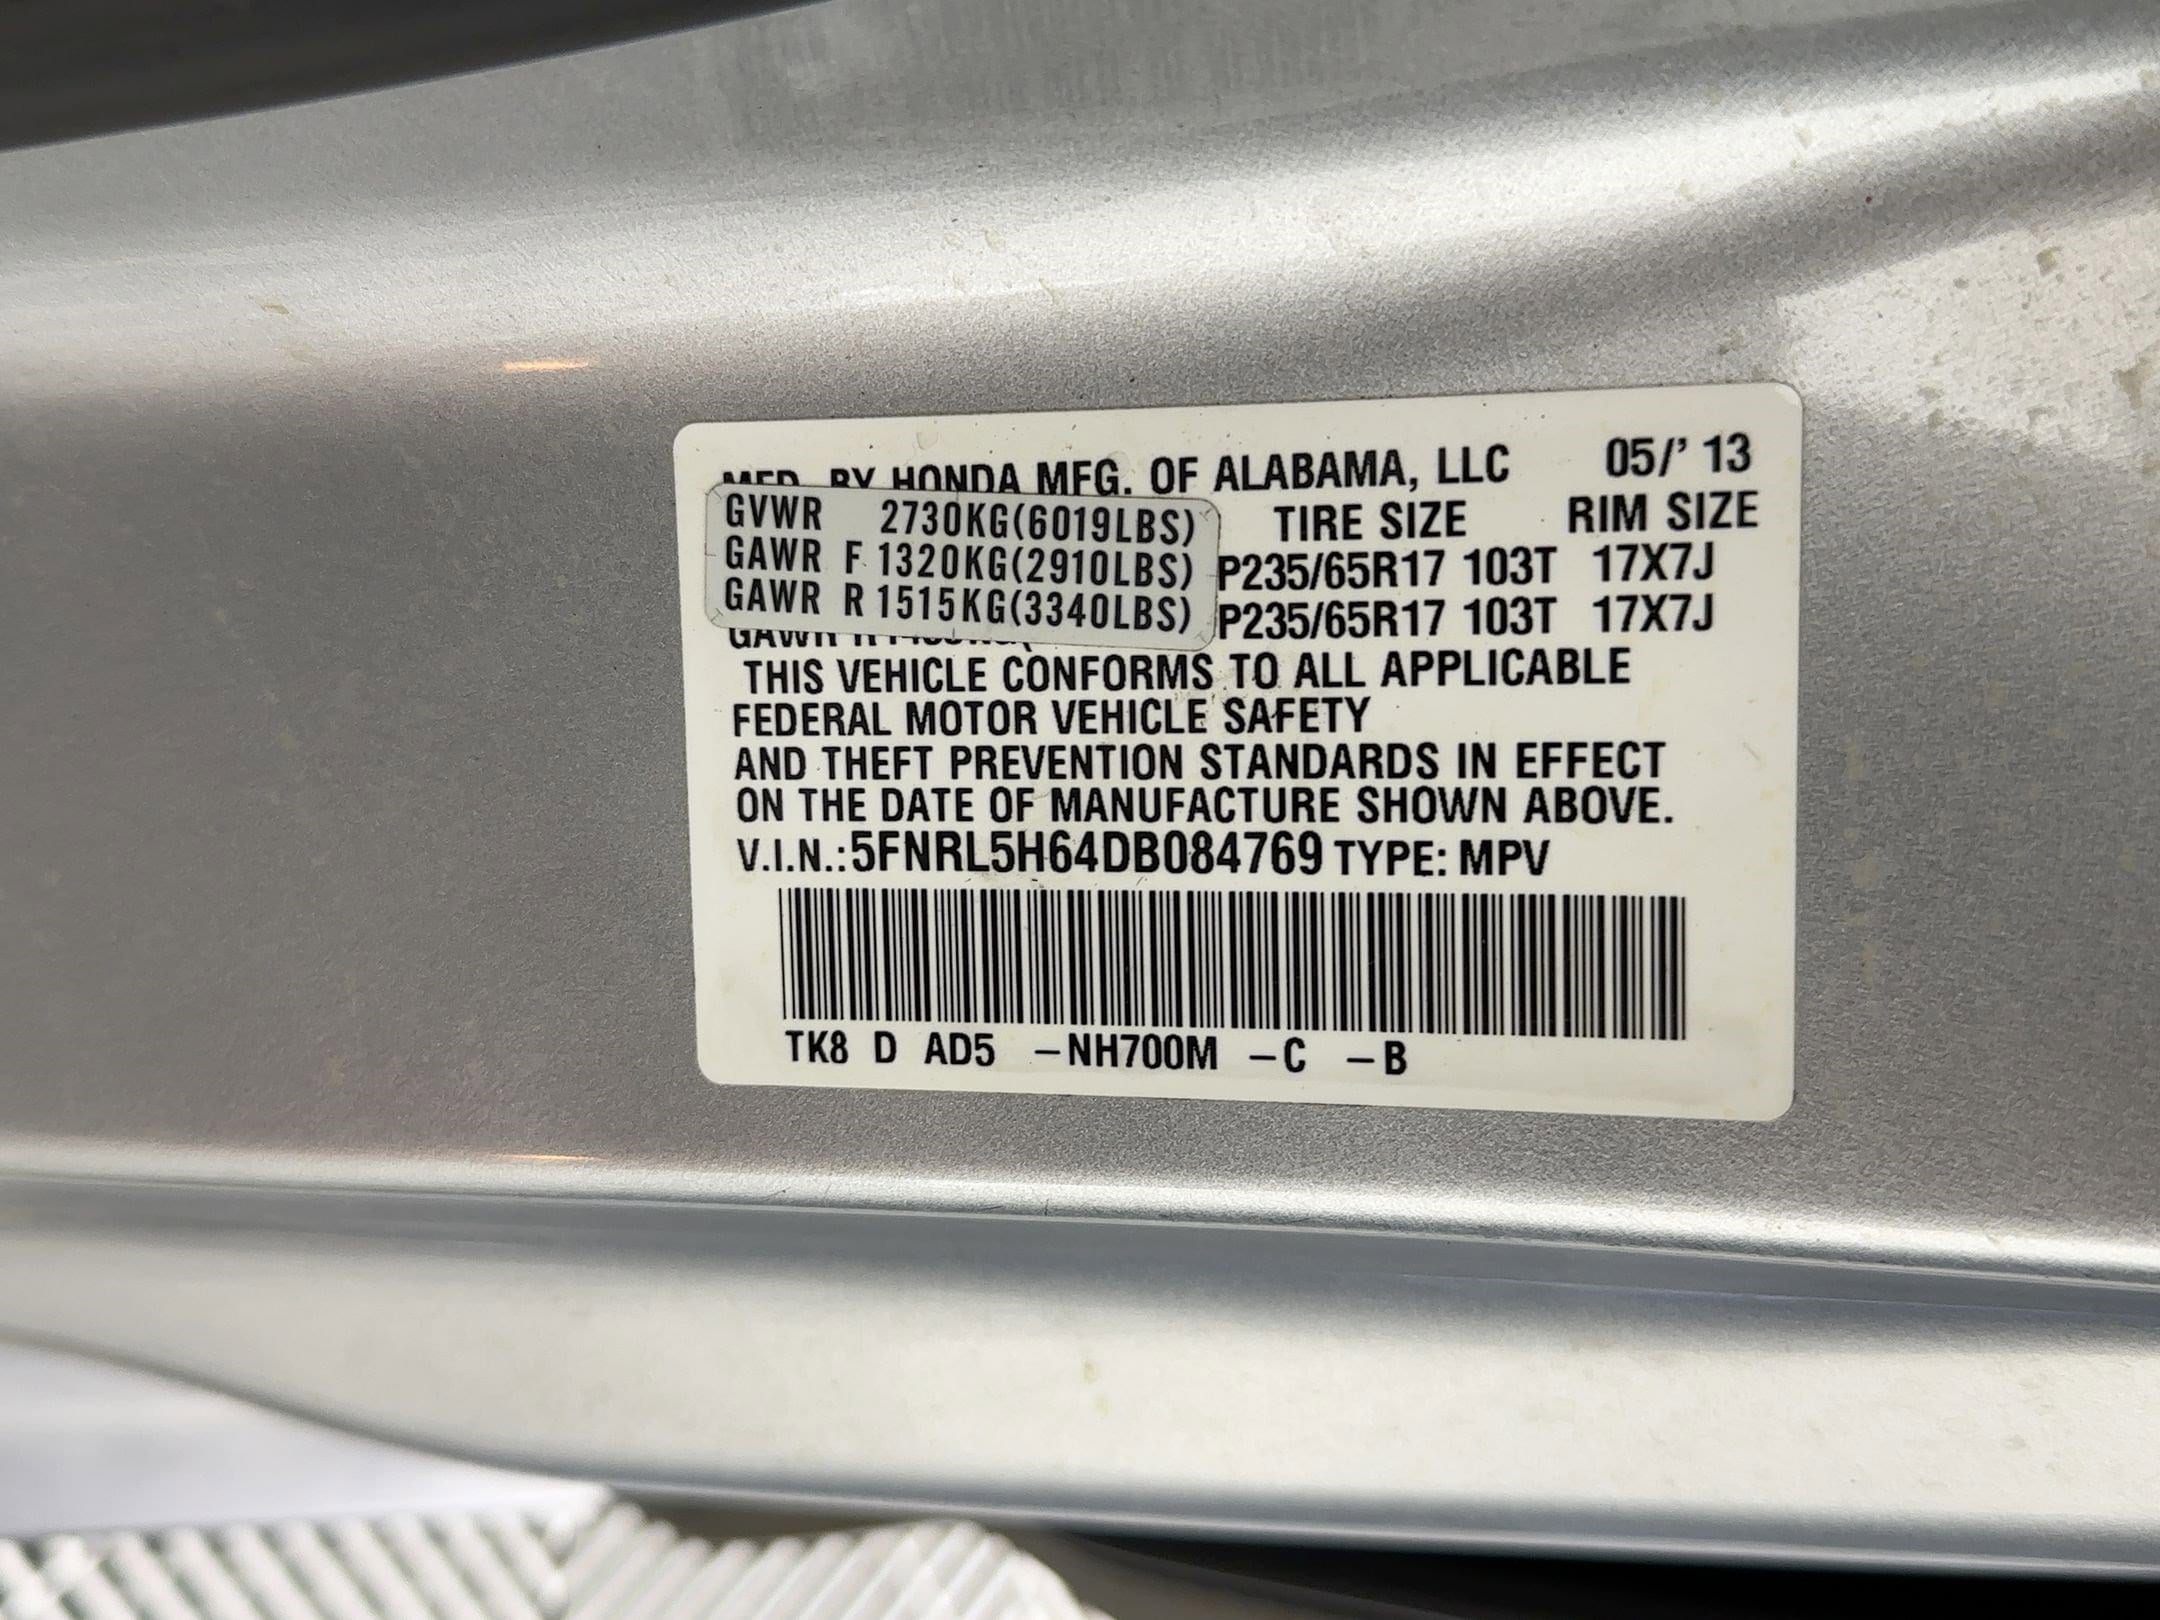 MFD. BY HONDA MFG. OF ALABAMA, LLC 05/' 13
GVWR 2730KG(6019LBS) TIRE SIZE RIM SIZE
GAWR F 1320KG(2910LBS) P235/65R17 103T 17X7J
GAWR R 1515KG(3340LBS) P235/65R17 103T 17X7J
GAWR R
THIS VEHICLE CONFORMS TO ALL APPLICABLE
FEDERAL MOTOR VEHICLE SAFETY
AND THEFT PREVENTION STANDARDS IN EFFECT
ON THE DATE OF MANUFACTURE SHOWN ABOVE.
V.I.N.:5FNRL5H64DB084769 TYPE: MPV
TK8 D AD5 –NH700M –C –B